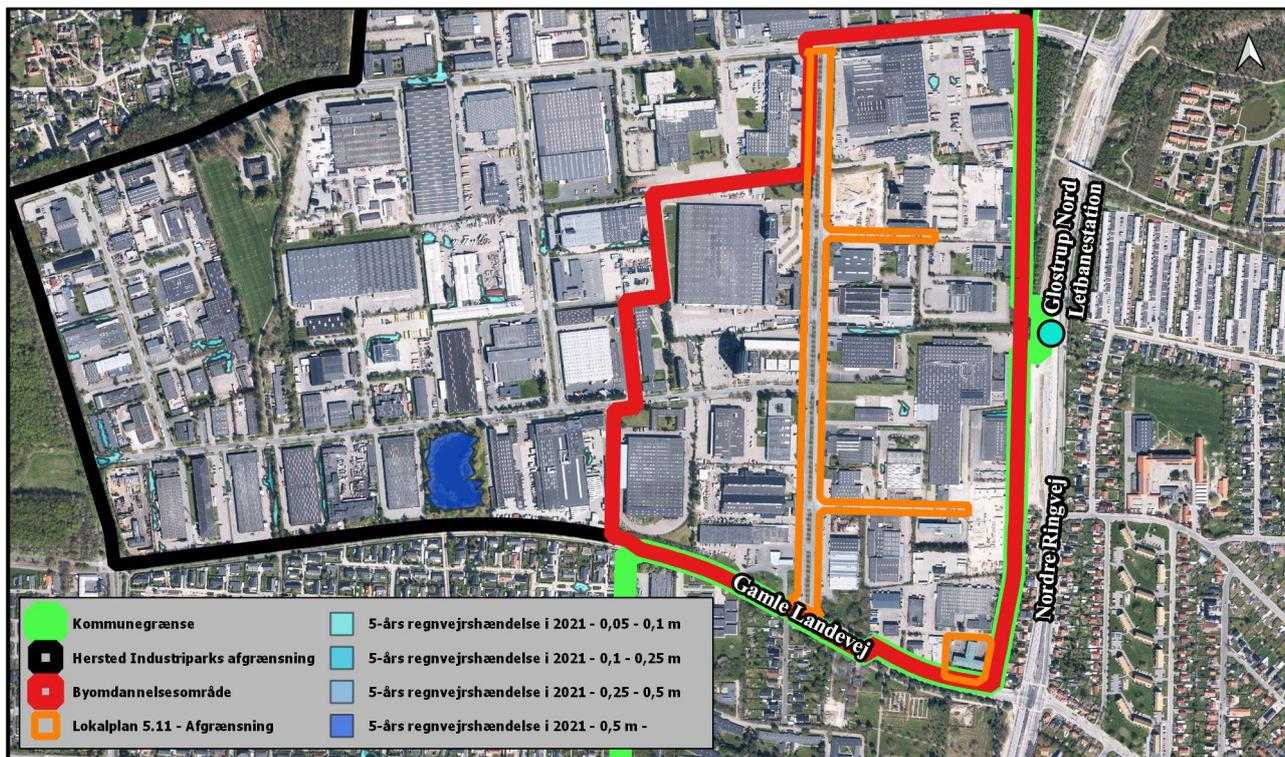 Glostrup Nord
Letbanestation
Nordre Ringvej
Gamle Landevej
Kommunegrænse
Hersted Industriparks afgrænsning
Byomdannelsesområde
Lokalplan 5.11 - Afgrænsning
5-års regnvejrshændelse i 2021 - 0,05 - 0,1 m
5-års regnvejrshændelse i 2021 - 0,1 - 0,25 m
5-års regnvejrshændelse i 2021 - 0,25 - 0,5 m
5-års regnvejrshændelse i 2021 - 0,5 m -